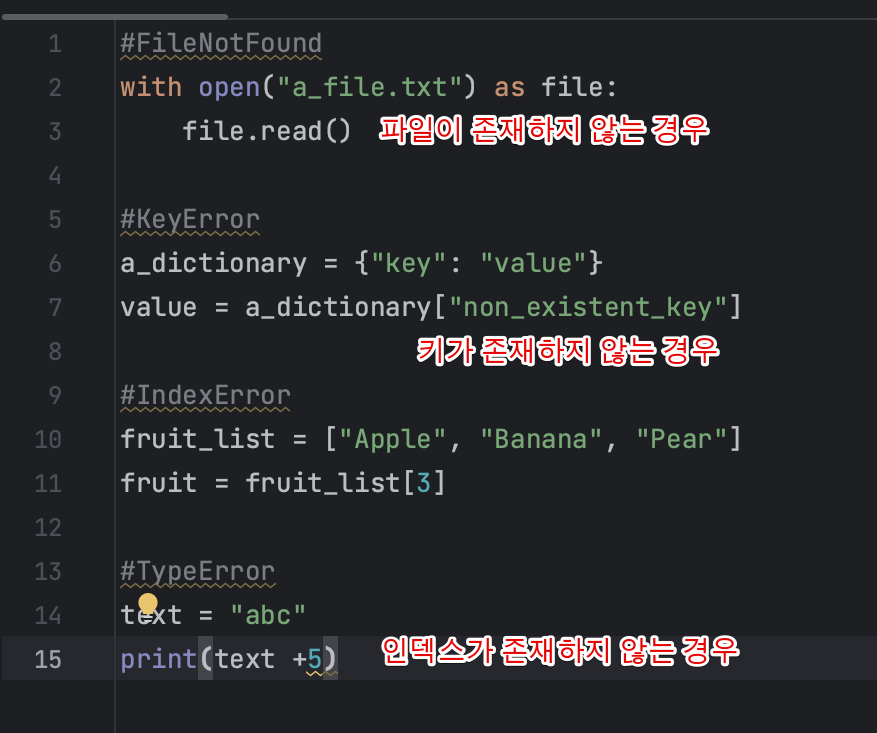 1 #FileNotFound
2 with open("a_file.txt") as file:
3 file.read() 파일이 존재하지 않는 경우
4
5 #KeyError
6 a_dictionary = {"key": "value"}
7 value = a_dictionary["non_existent_key"]
8 키가 존재하지 않는 경우
9 #IndexError
10 fruit_list = ["Apple", "Banana", "Pear"]
11 fruit = fruit_list[3]
12
13 #TypeError
14 text = "abc"
15 print(text +5) 인덱스가 존재하지 않는 경우